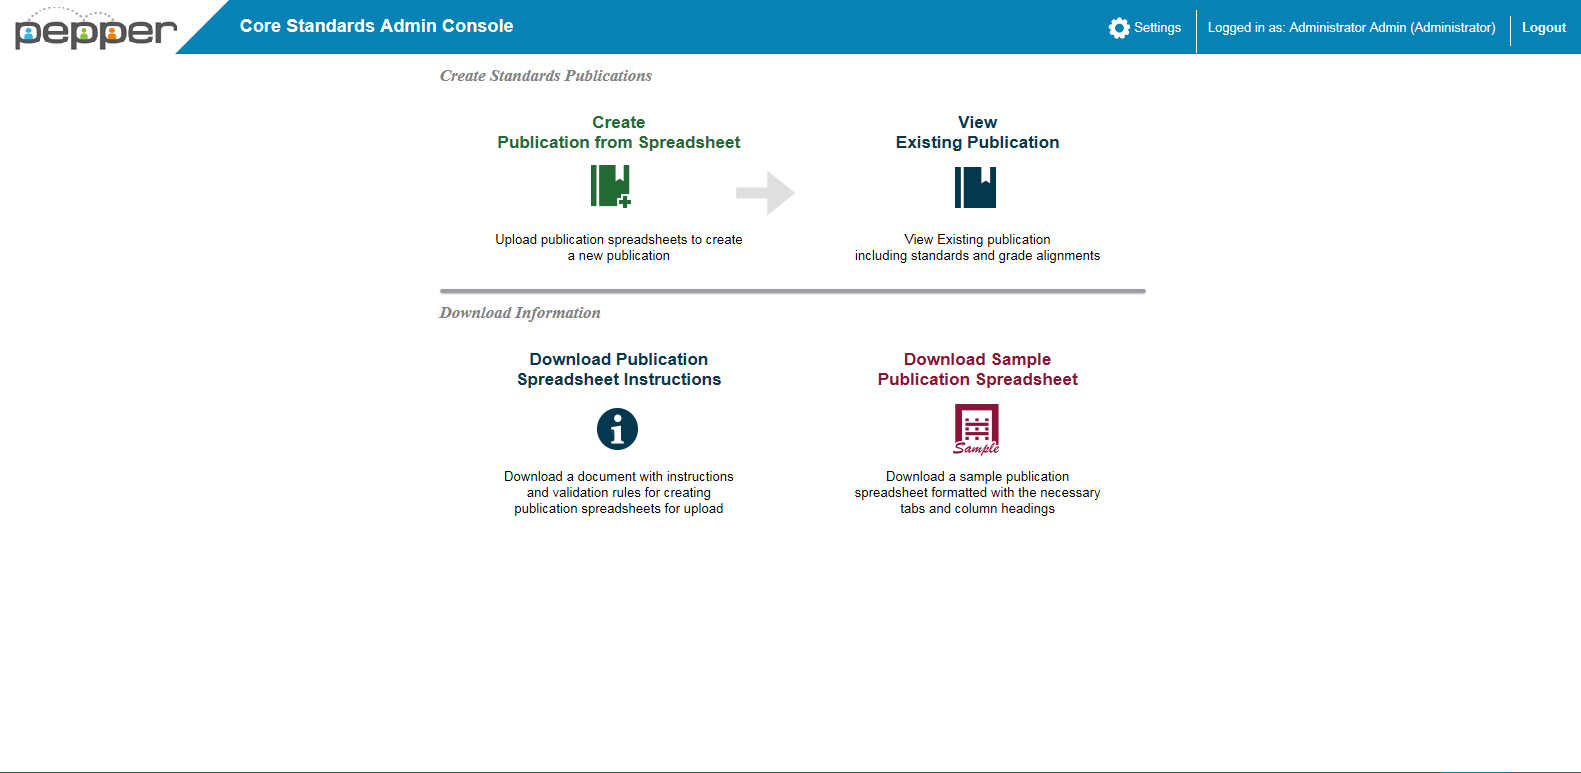 pepper
Core Standards Admin Console
Settings
Logged in as: Administrator Admin (Administrator)
Logout
Create Standards Publications
Create
Publication from Spreadsheet
Upload publication spreadsheets to create
a new publication
View
Existing Publication
View Existing publication
including standards and grade alignments
Download Information
Download Publication
Spreadsheet Instructions
Download a document with instructions
and validation rules for creating
publication spreadsheets for upload
Download Sample
Publication Spreadsheet
Sample
Download a sample publication
spreadsheet formatted with the necessary
tabs and column headings